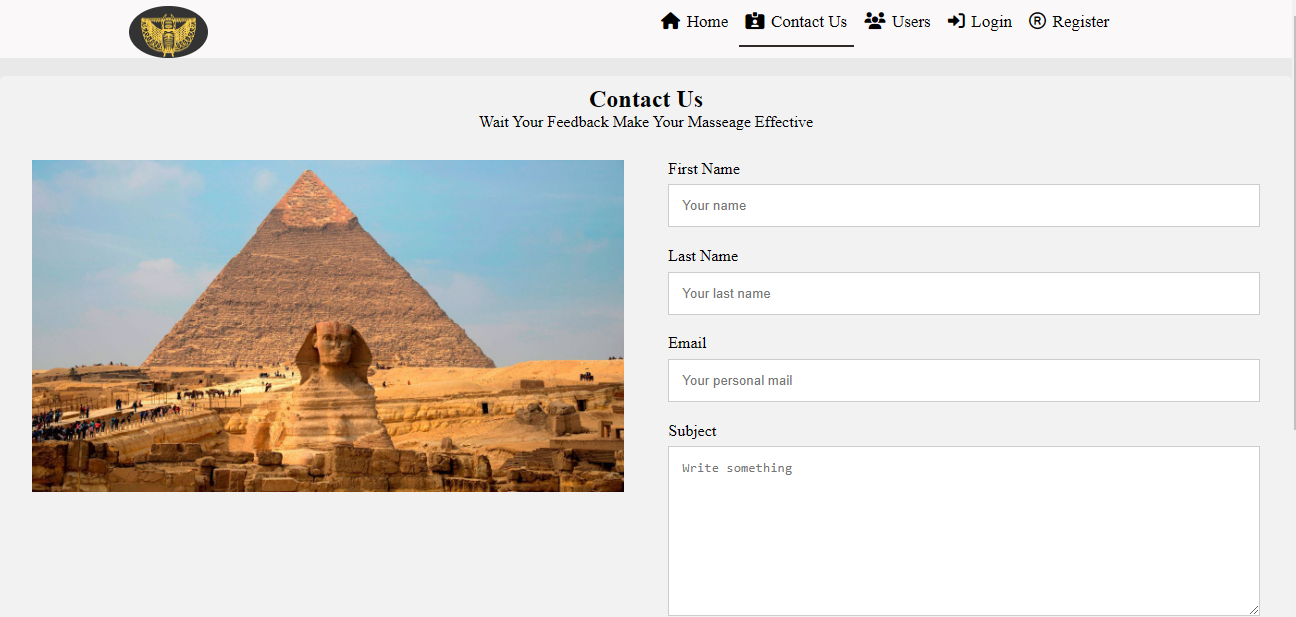 Home Contact Us Users Login ® Register
Contact Us
Wait Your Feedback Make Your Masseage Effective
First Name
Your name
Last Name
Your last name
Email
Your personal mail
Subject
Write something